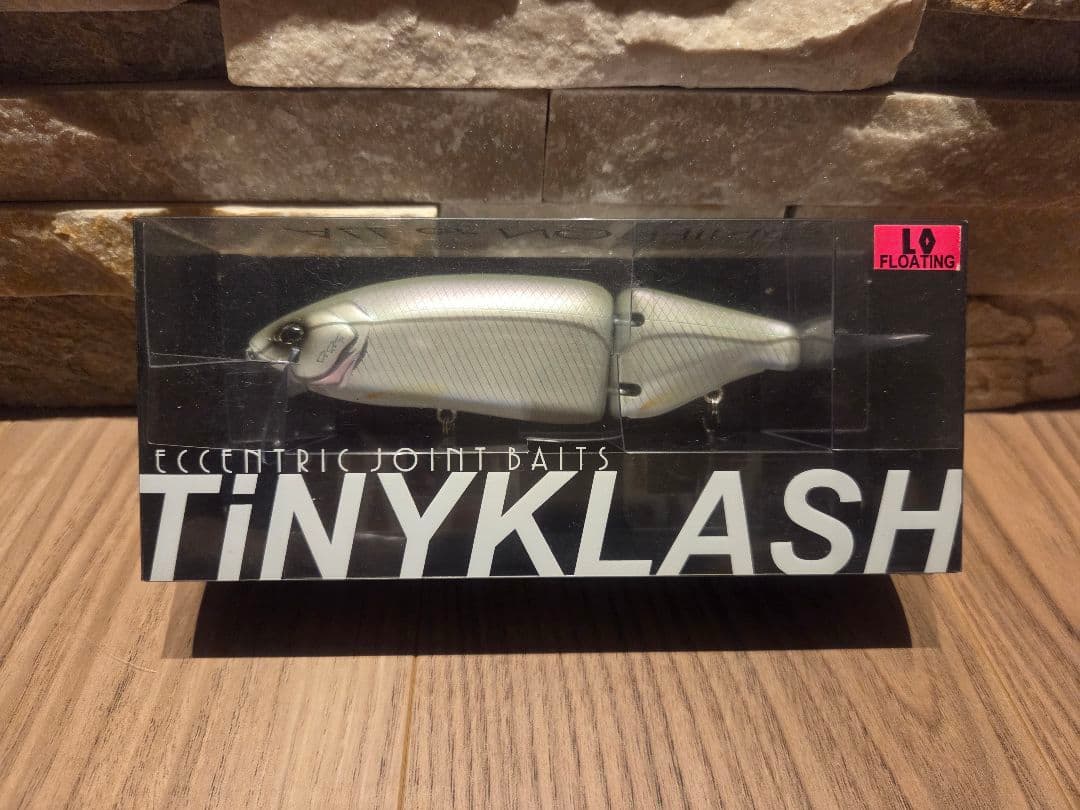 LO
FLOATING
ECCENTRIC JOINT BAITS
TiNYKLASH